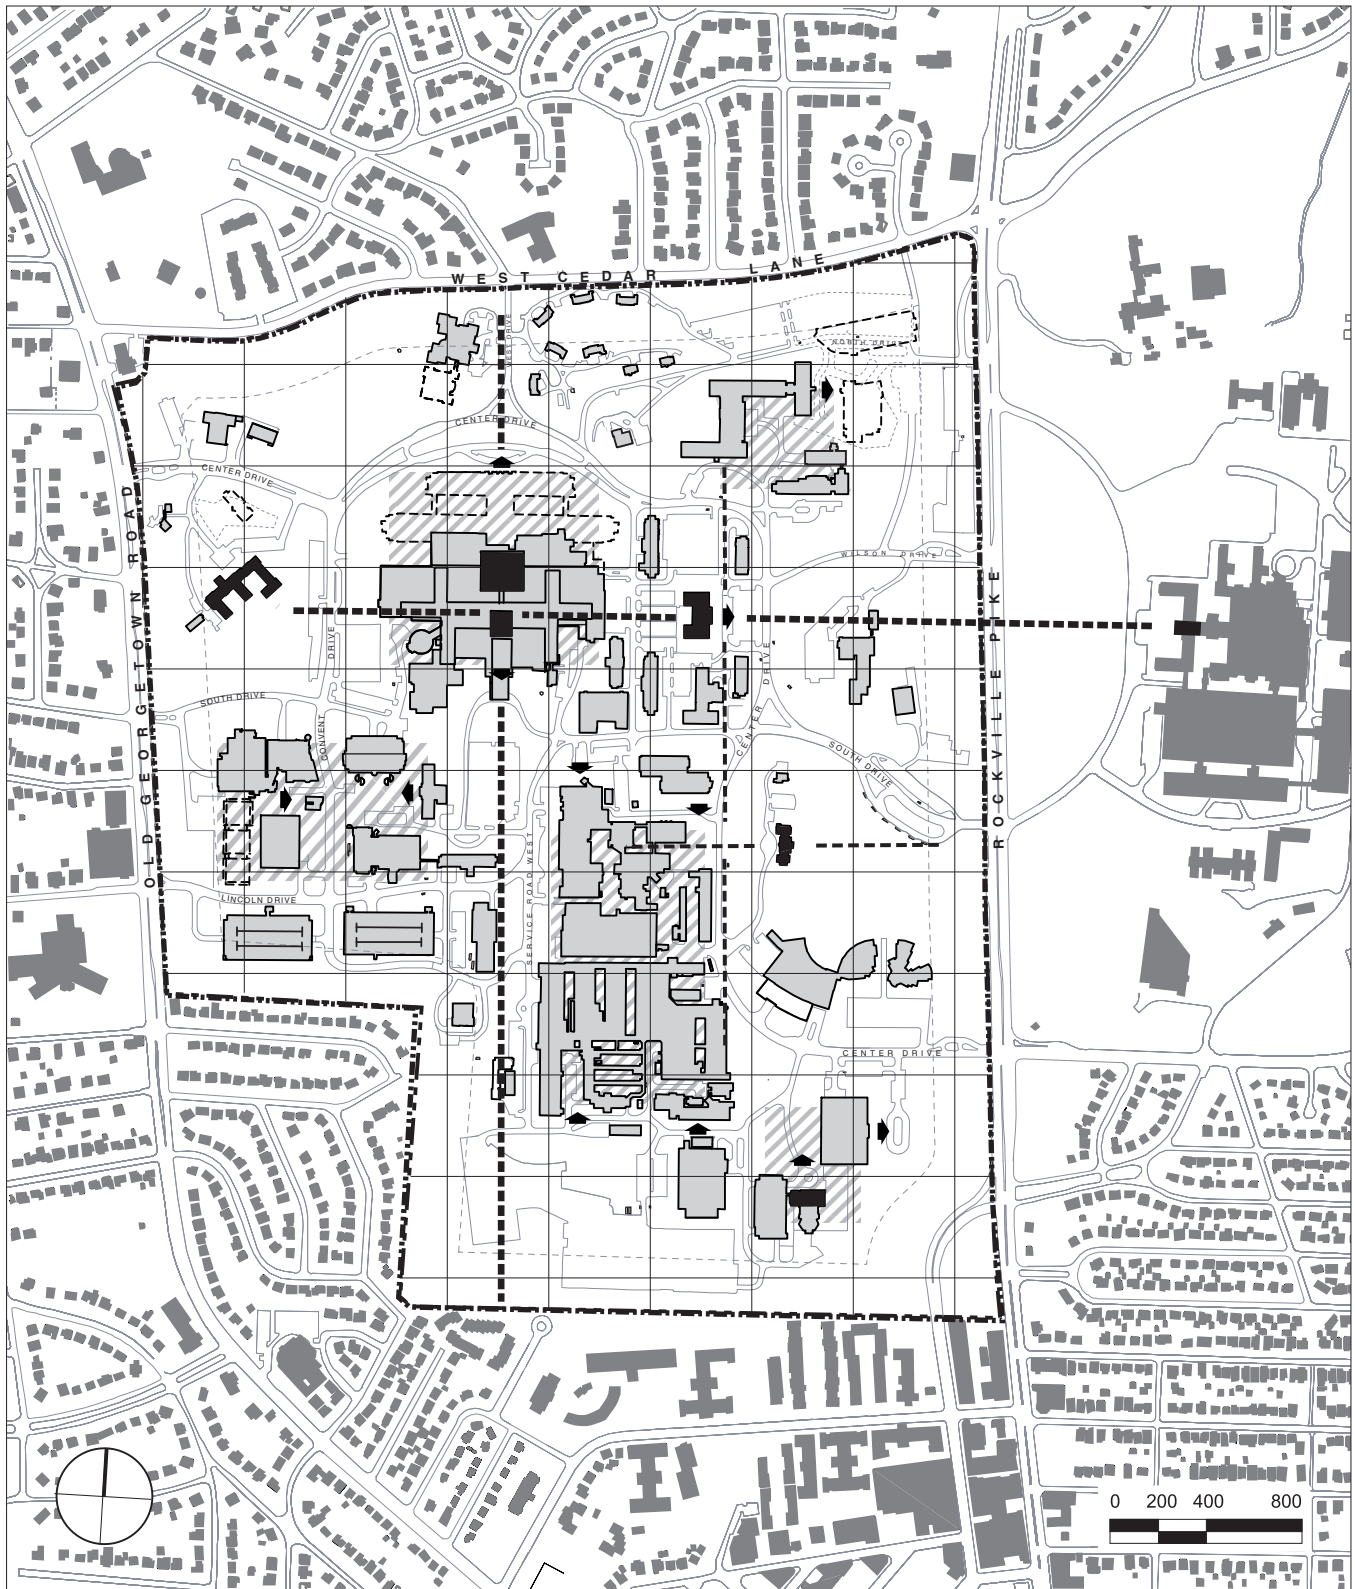 WEST CEDAR LANE
WEST DRIVE
NORTH DRIVE
CENTER DRIVE
CENTER DRIVE
OLD GEORGETOWN ROAD
WILSON DRIVE
ROCKVILLE PIKE
DRIVE
DRIVE
SOUTH DRIVE
CONVENT
CENTER
SOUTH DRIVE
SERVICE ROAD WEST
LINCOLN DRIVE
CENTER DRIVE
0 200 400 800